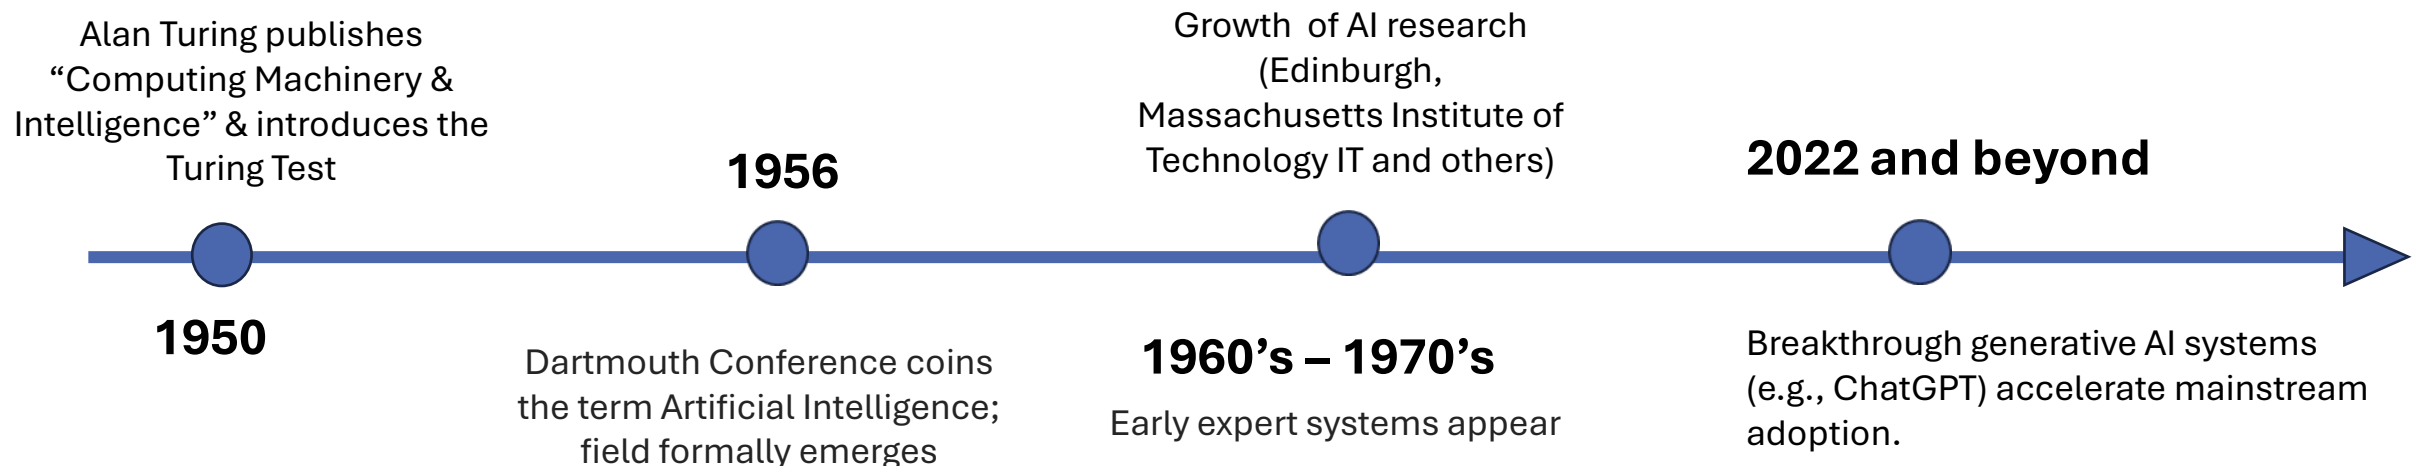 Alan Turing publishes
“Computing Machinery &
Intelligence” & introduces the
Turing Test
1950
1956
Dartmouth Conference coins
the term Artificial Intelligence;
field formally emerges
Growth  of AI research
(Edinburgh,
Massachusetts Institute of
Technology IT and others)
1960’s – 1970’s
Early expert systems appear
2022 and beyond
Breakthrough generative AI systems
(e.g., ChatGPT) accelerate mainstream
adoption.